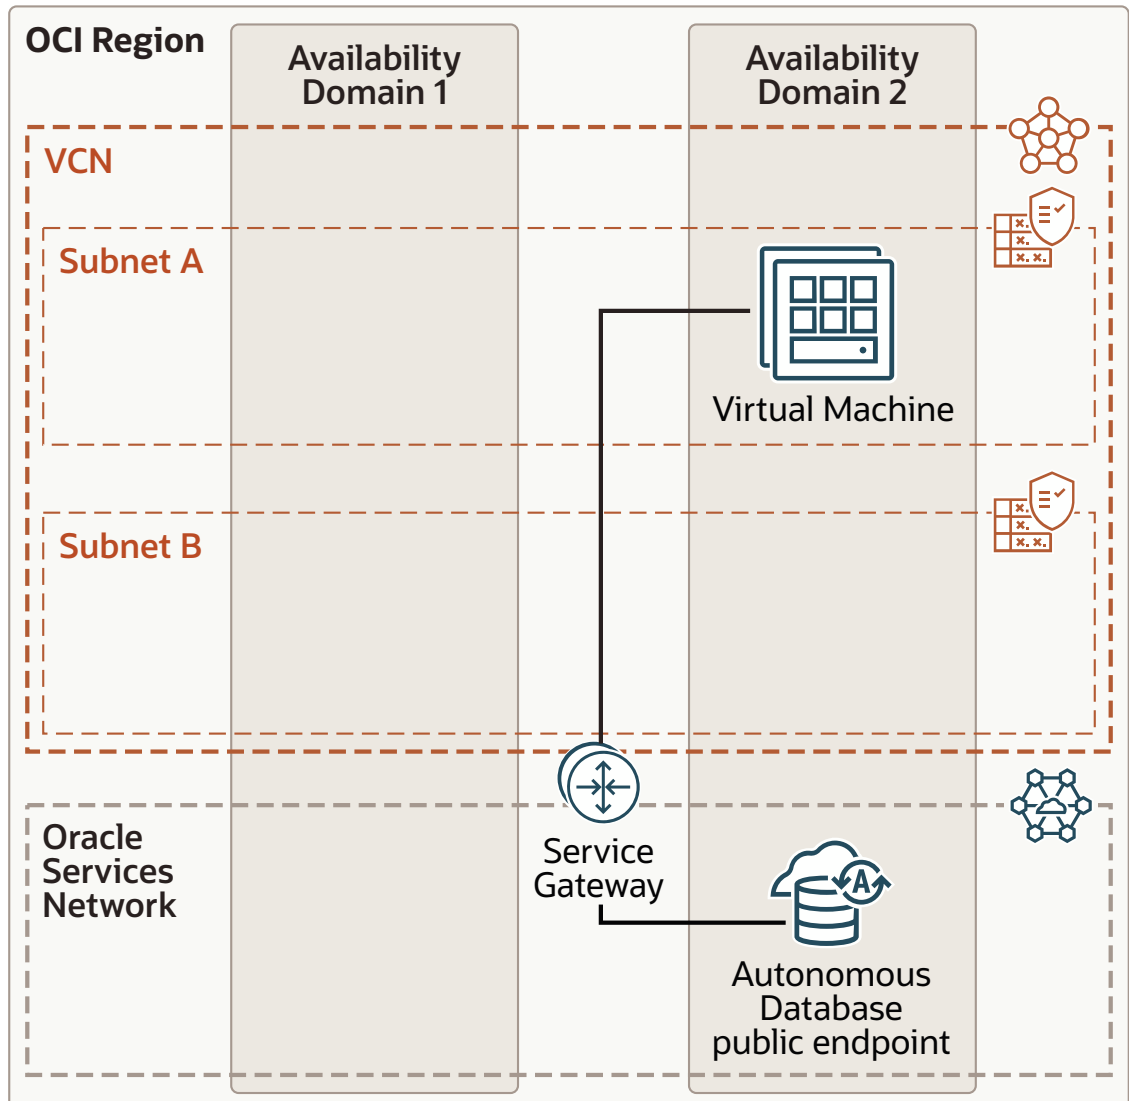 OCI Region
Availability
Domain 1
Availability
Domain 2
VCN
Subnet A
Virtual Machine
Subnet B
Oracle
Services
Network
Service
Gateway
A
Autonomous
Database
public endpoint